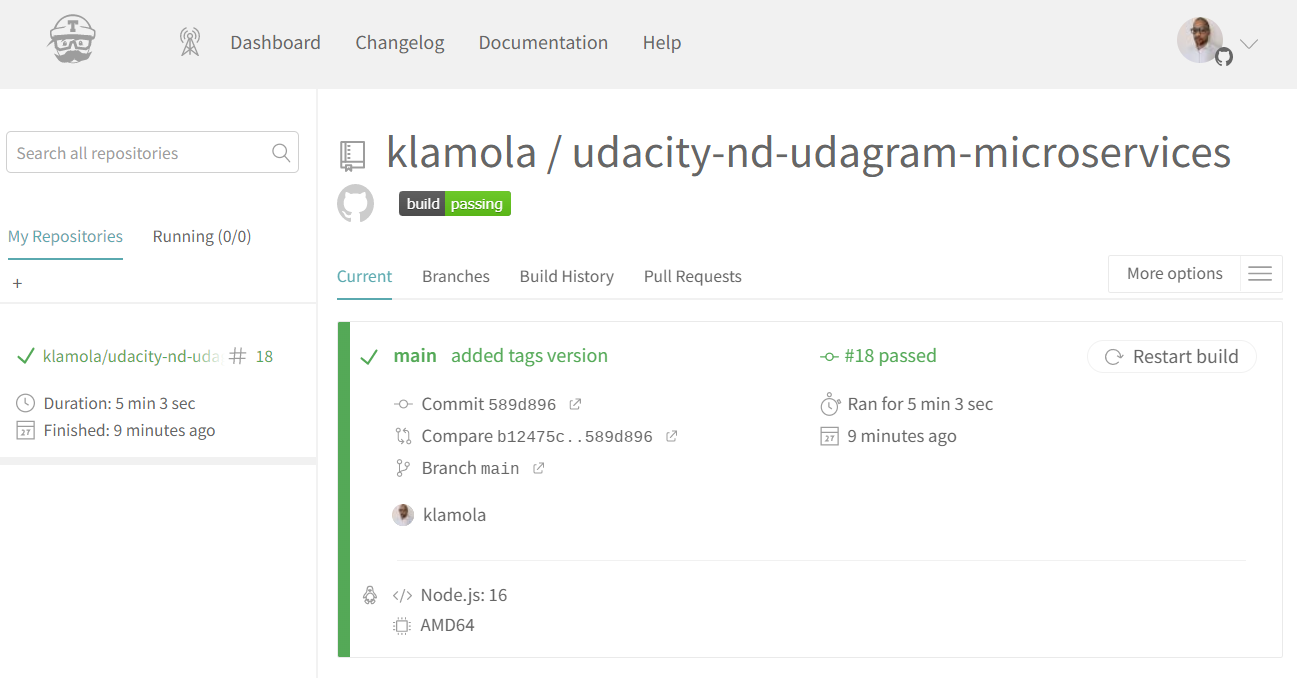 Dashboard Changelog Documentation Help
Search all repositories
My Repositories Running (0/0)
+
klamola/udacity-nd-uda # 18
Duration: 5 min 3 sec
27 Finished: 9 minutes ago
klamola / udacity-nd-udagram-microservices
build passing
Current Branches Build History Pull Requests More options
main added tags version #18 passed Restart build
Commit 589d896 Ran for 5 min 3 sec
Compare b12475c..589d896 27 9 minutes ago
Branch main
klamola
</> Node.js: 16
AMD64